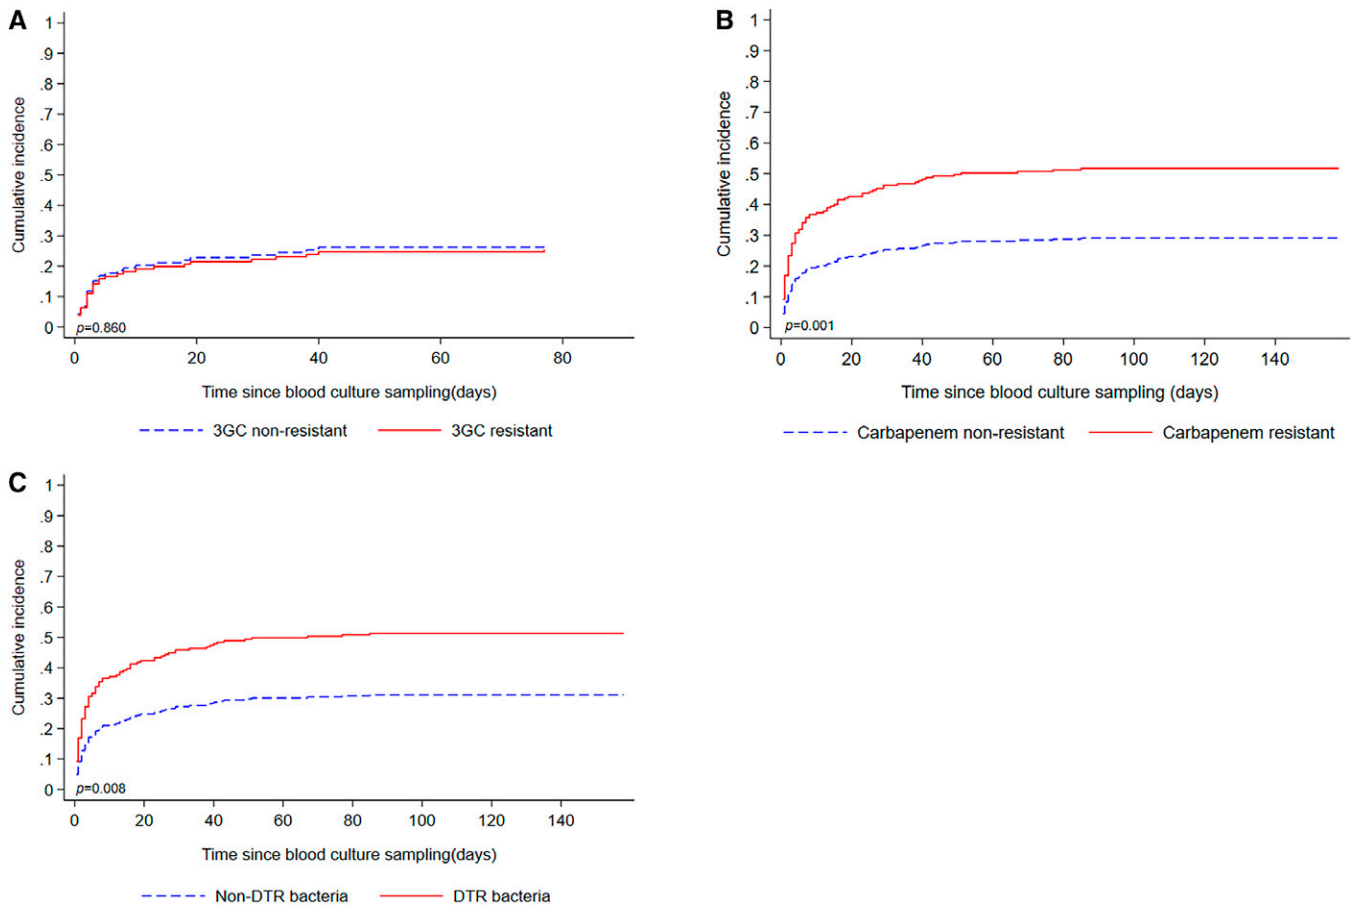 A
1
.9
.8
.7
.6
.5
.4
.3
.2
.1
0
Cumulative incidence
p=0.860
0 20 40 60 80
Time since blood culture sampling(days)
3GC non-resistant 3GC resistant
B
1
.9
.8
.7
.6
.5
.4
.3
.2
.1
0
Cumulative incidence
p=0.001
0 20 40 60 80 100 120 140
Time since blood culture sampling (days)
Carbapenem non-resistant Carbapenem resistant
C
1
.9
.8
.7
.6
.5
.4
.3
.2
.1
0
Cumulative incidence
p=0.008
0 20 40 60 80 100 120 140
Time since blood culture sampling(days)
Non-DTR bacteria DTR bacteria